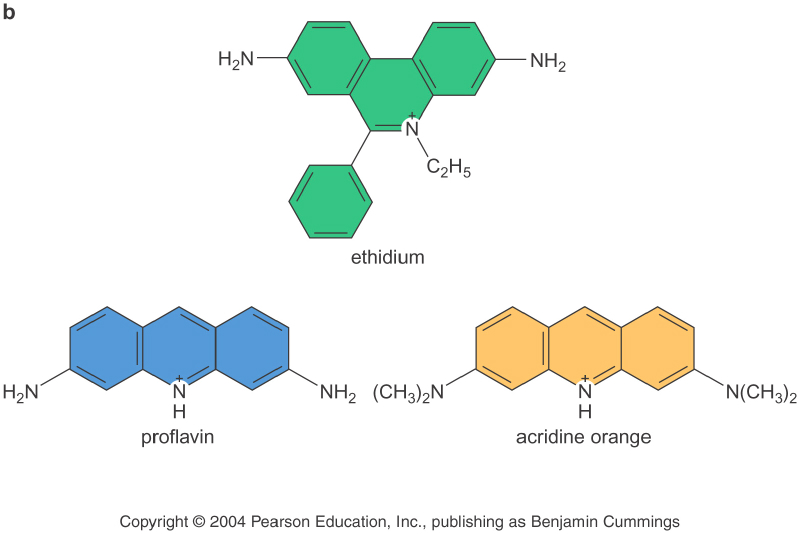 b
H₂N
NH₂
N⁺
C₂H₅
ethidium
H₂N
N⁺
H
NH₂
proflavin
(CH₃)₂N
N⁺
H
N(CH₃)₂
acridine orange
Copyright © 2004 Pearson Education, Inc., publishing as Benjamin Cummings